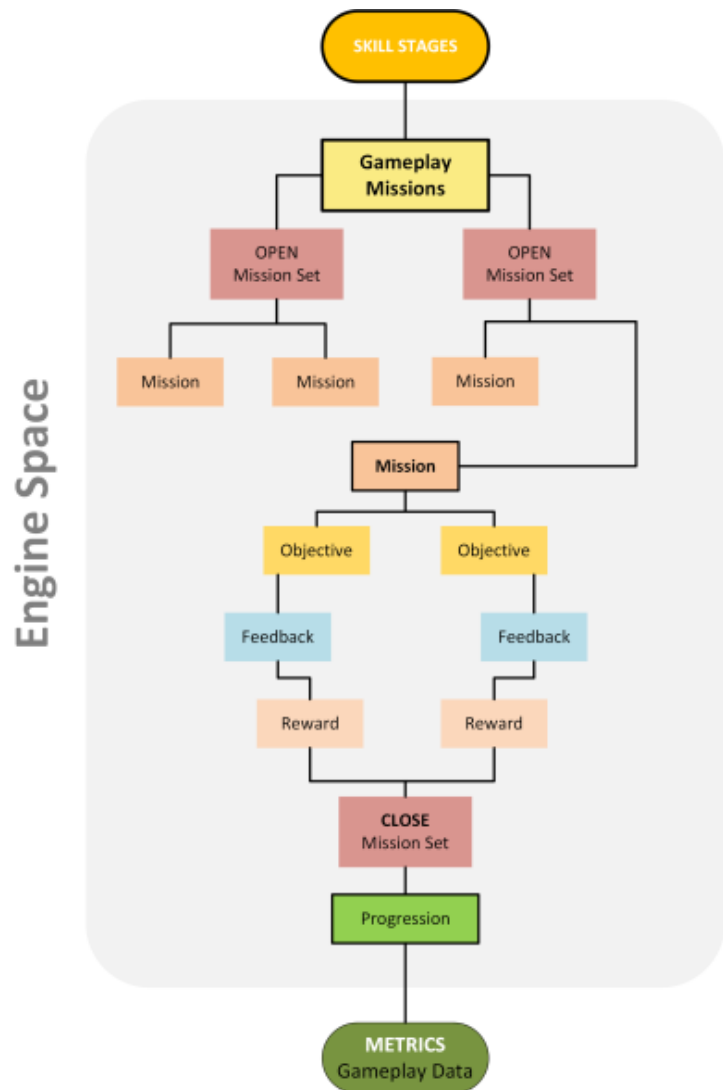 SKILL STAGES
Gameplay
Missions
OPEN
Mission Set
OPEN
Mission Set
Mission
Mission
Mission
Engine Space
Mission
Objective
Objective
Feedback
Feedback
Reward
Reward
CLOSE
Mission Set
Progression
METRICS
Gameplay Data